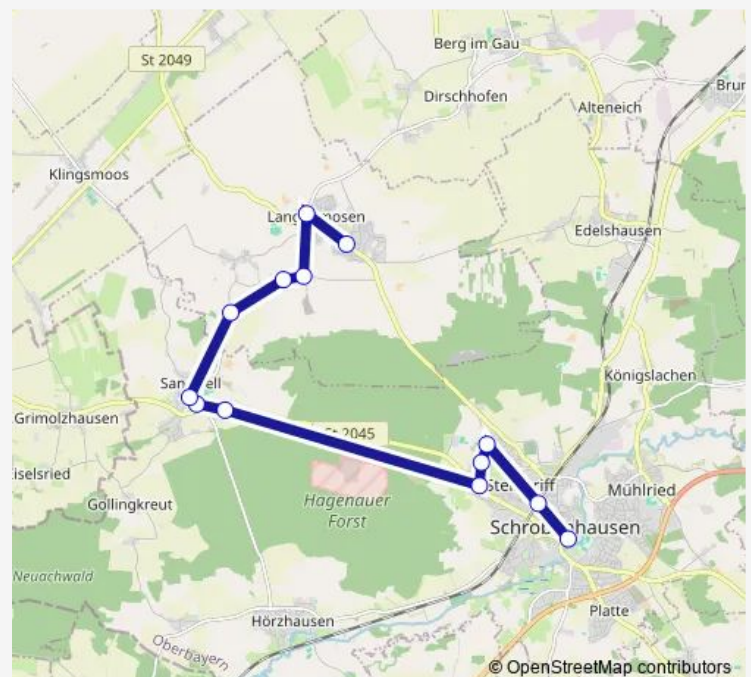 Berg im Gau
St 2049
Brun
Dirschhofen
Alteneich
Klingsmoos
Edelshausen
Königslachen
Grimolzhausen
St 2045
Gollingkreut
Hagenauer
Forst
Mühlried
Neuachwald
Hörzhausen
Platte
Oberbayern
© OpenStreetMap contributors